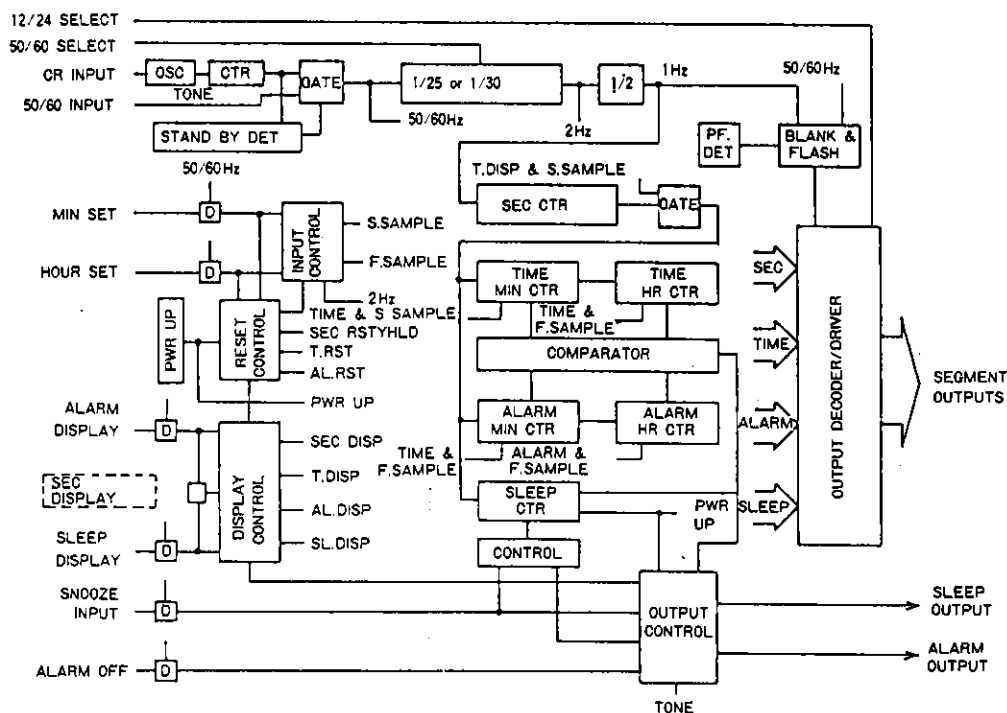 12/24 SELECT
50/60 SELECT
CR INPUT
OSC
CTR
TONE
50/60 INPUT
GATE
STAND BY DET
50/60Hz
1/25 or 1/30
2Hz
1/2
1Hz
50/60Hz
PF.
DET
BLANK &
FLASH
T.DISP & S.SAMPLE
SEC CTR
GATE
50/60Hz
MIN SET
D
HOUR SET
D
INPUT
CONTROL
S.SAMPLE
F.SAMPLE
2Hz
PWR UP
RESET
CONTROL
TIME & S SAMPLE
SEC RSTYHLD
T.RST
AL.RST
PWR UP
TIME
MIN CTR
TIME
HR CTR
TIME &
F.SAMPLE
COMPARATOR
ALARM
MIN CTR
ALARM
HR CTR
TIME &
F.SAMPLE
ALARM &
F.SAMPLE
SLEEP
CTR
PWR
UP
CONTROL
ALARM
DISPLAY
D
SEC
DISPLAY
SLEEP
DISPLAY
D
DISPLAY
CONTROL
SEC DISP
T.DISP
AL.DISP
SL.DISP
SNOOZE
INPUT
D
ALARM OFF
D
OUTPUT
CONTROL
TONE
SEC
TIME
ALARM
SLEEP
OUTPUT DECODER/DRIVER
SEGMENT
OUTPUTS
SLEEP
OUTPUT
ALARM
OUTPUT